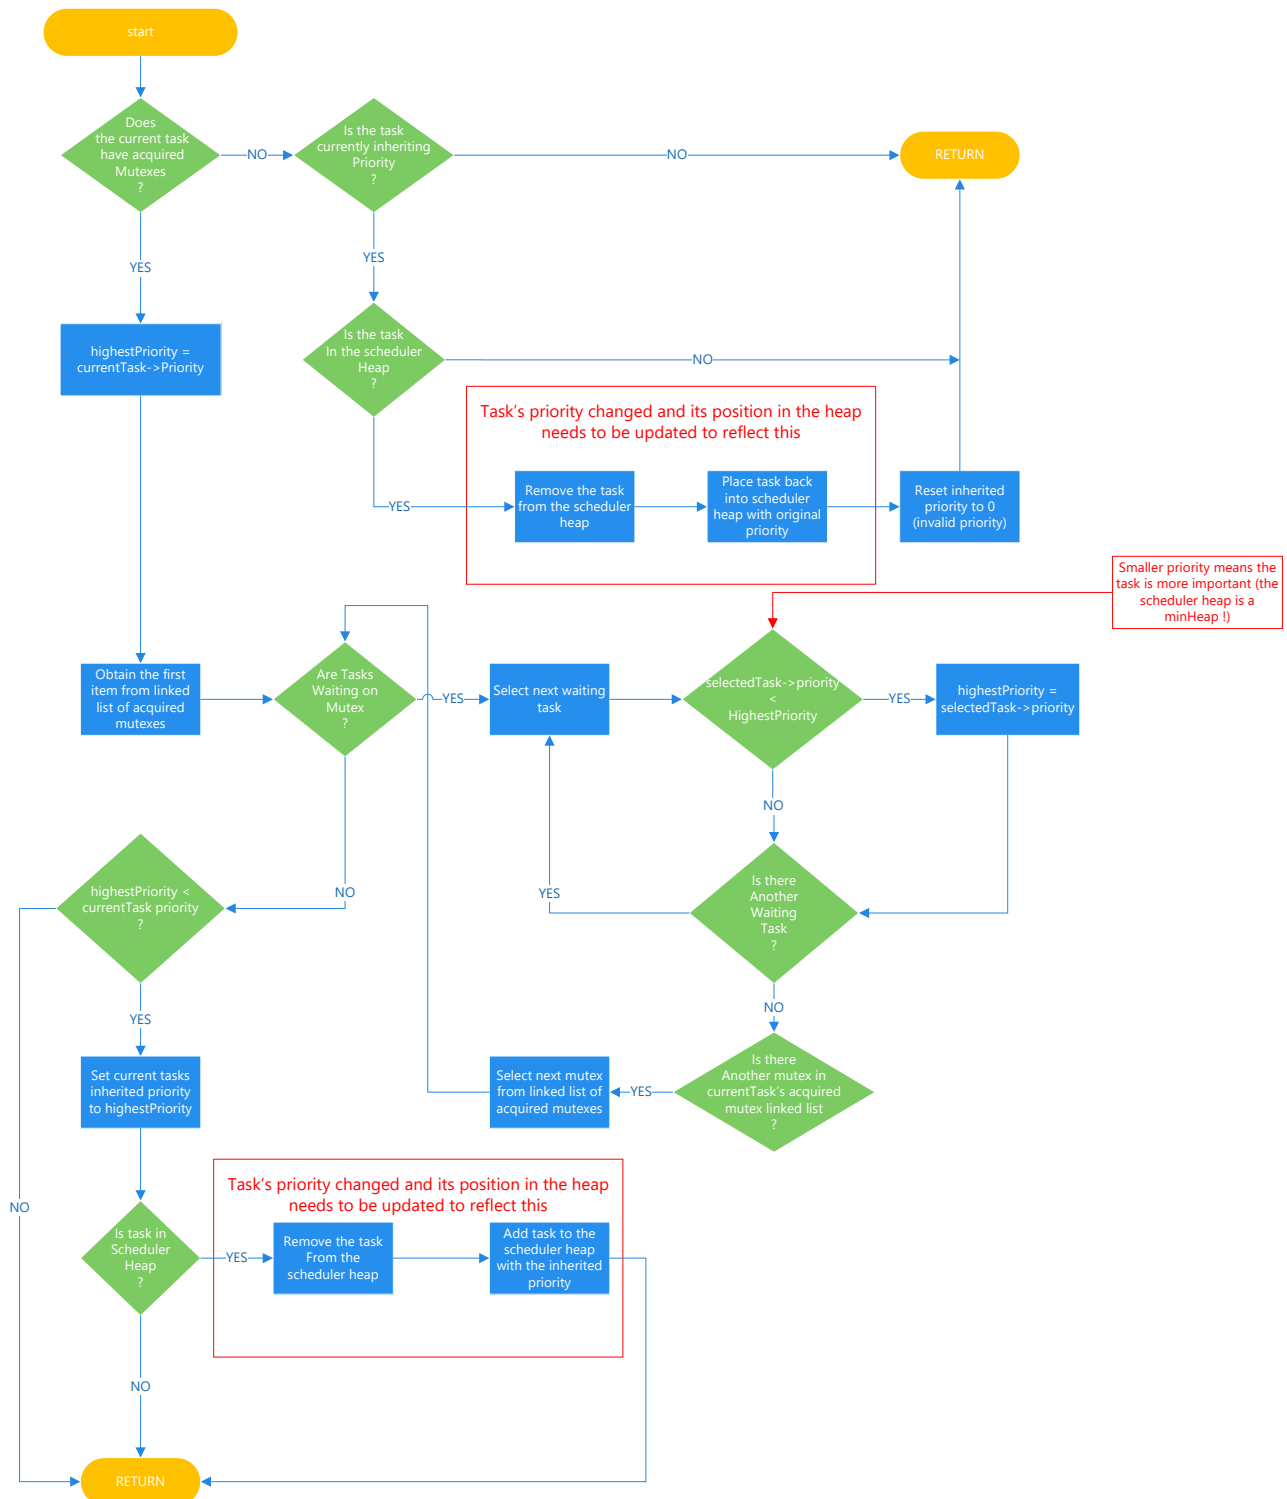 start
Does
the current task
have acquired
Mutexes
?
NO
Is the task
currently inheriting
Priority
?
NO
RETURN
YES
YES
highestPriority =
currentTask->Priority
Is the task
In the scheduler
Heap
?
NO
Task's priority changed and its position in the heap
needs to be updated to reflect this
YES
Remove the task
from the scheduler
heap
Place task back
into scheduler
heap with original
priority
Reset inherited
priority to 0
(invalid priority)
Smaller priority means the
task is more important (the
scheduler heap is a
minHeap !)
Obtain the first
item from linked
list of acquired
mutexes
Are Tasks
Waiting on
Mutex
?
YES
Select next waiting
task
selectedTask->priority
<
HighestPriority
YES
highestPriority =
selectedTask->priority
NO
highestPriority <
currentTask priority
?
NO
YES
Is there
Another
Waiting
Task
?
NO
YES
Set current tasks
inherited priority
to highestPriority
Select next mutex
from linked list of
acquired mutexes
YES
Is there
Another mutex in
currentTask's acquired
mutex linked list
?
NO
Task's priority changed and its position in the heap
needs to be updated to reflect this
Is task in
Scheduler
Heap
?
YES
Remove the task
From the
scheduler heap
Add task to the
scheduler heap
with the inherited
priority
NO
RETURN